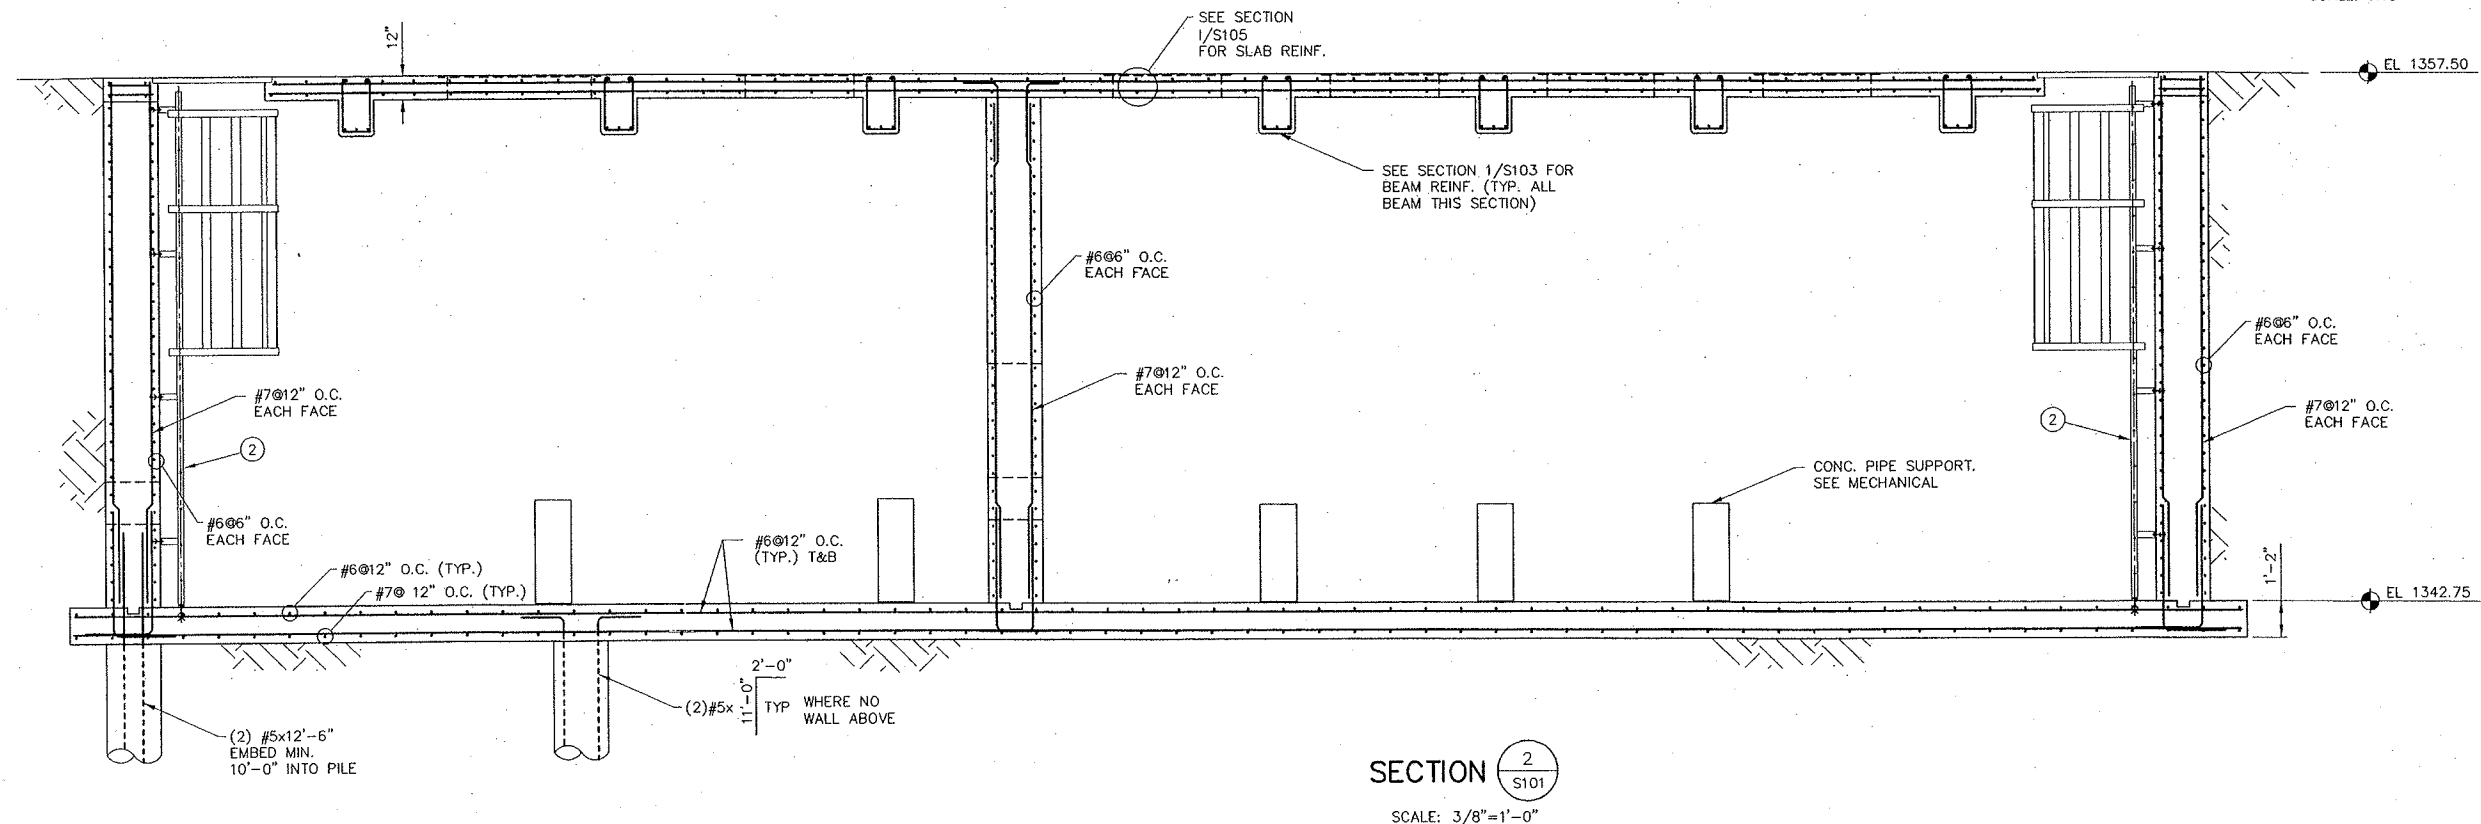 12"
SEE SECTION
1/S105
FOR SLAB REINF.
EL 1357.50
SEE SECTION 1/S103 FOR
BEAM REINF. (TYP. ALL
BEAM THIS SECTION)
#6@6" O.C.
EACH FACE
#6@6" O.C.
EACH FACE
#7@12" O.C.
EACH FACE
#7@12" O.C.
EACH FACE
#7@12" O.C.
EACH FACE
2
2
CONC. PIPE SUPPORT.
SEE MECHANICAL
#6@6" O.C.
EACH FACE
#6@12" O.C.
(TYP.) T&B
#6@12" O.C. (TYP.)
#7@ 12" O.C. (TYP.)
1'-2"
EL 1342.75
2'-0"
11'-0"
(2)#5x
TYP WHERE NO
WALL ABOVE
(2) #5x12'-6"
EMBED MIN.
10'-0" INTO PILE
SECTION 2
S101
SCALE: 3/8"=1'-0"